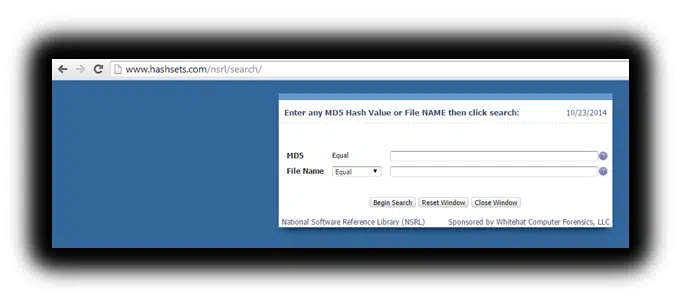 www.hashsets.com/nsrl/search/
Enter any MD5 Hash Value or File NAME then click search: 10/23/2014
MD5 Equal
File Name Equal
Begin Search Reset Window Close Window
National Software Reference Library (NSRL) Sponsored by Whitehat Computer Forensics, LLC